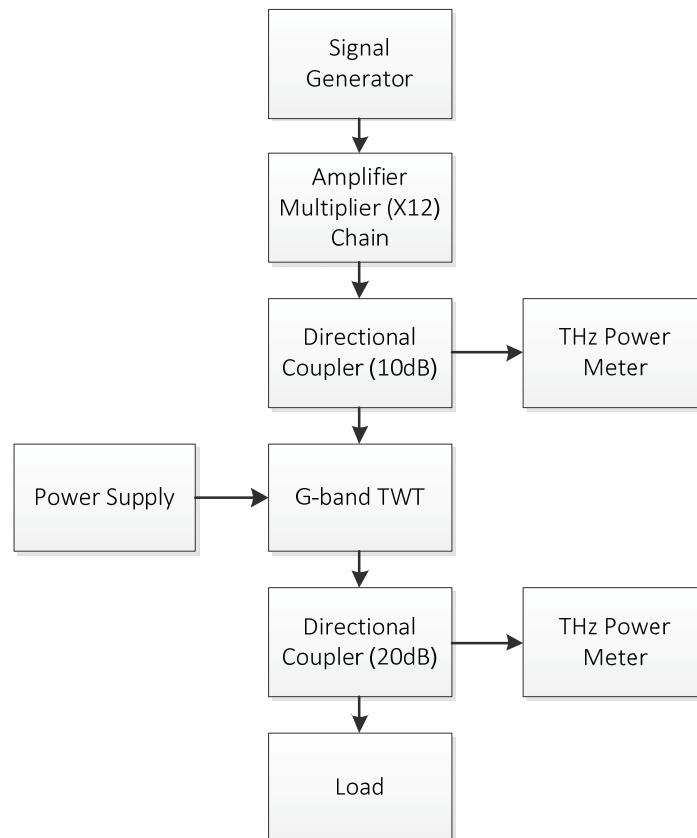 Signal
Generator
Amplifier
Multiplier (X12)
Chain
Directional
Coupler (10dB)
THz Power
Meter
Power Supply
G-band TWT
Directional
Coupler (20dB)
THz Power
Meter
Load